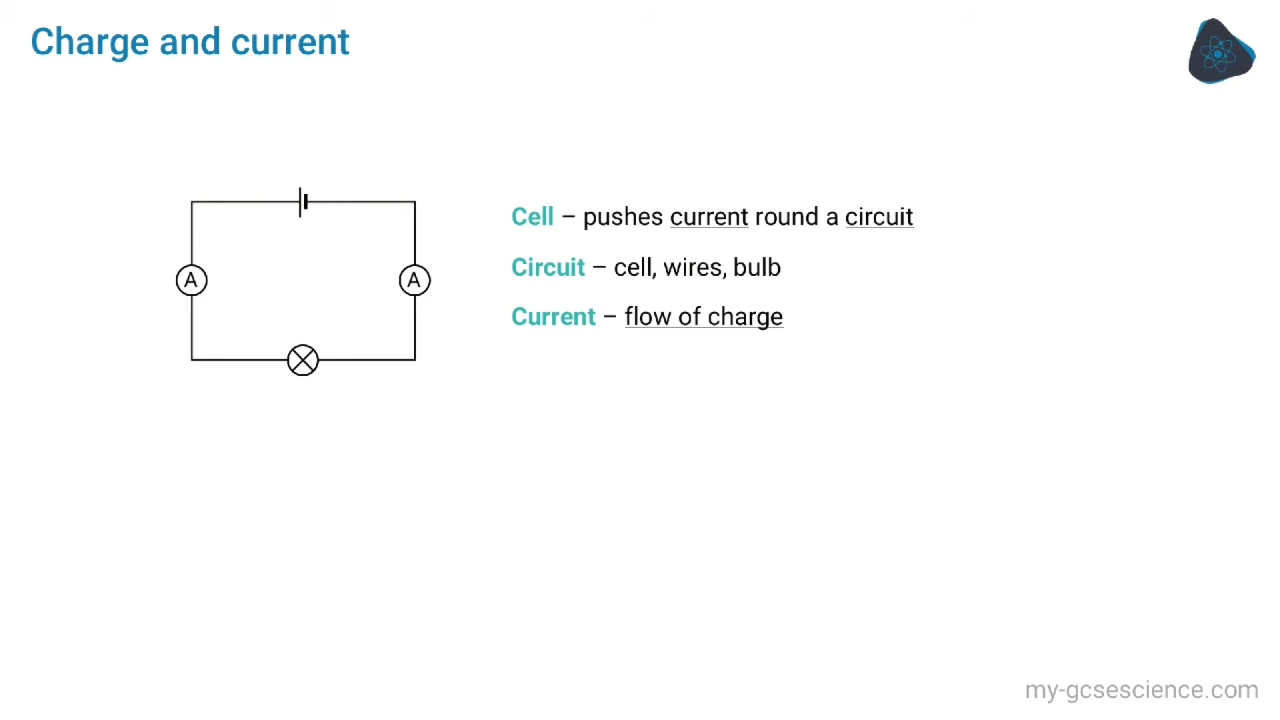 Charge and current
Cell – pushes current round a circuit
Circuit – cell, wires, bulb
A
A
Current – flow of charge
my-gcsescience.com